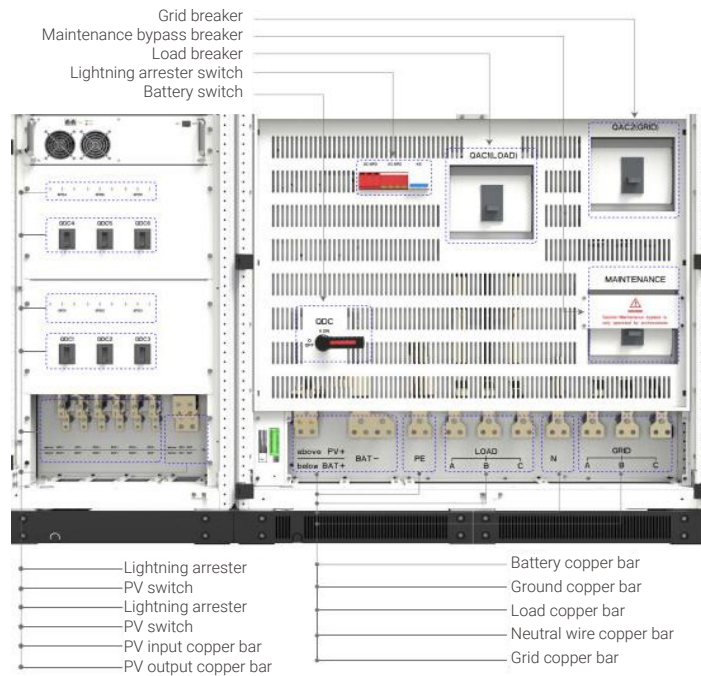 Grid breaker
Maintenance bypass breaker
Load breaker
Lightning arrester switch
Battery switch
QAC2(GRID)
QAC1(LOAD)
QDC4 QDC5 QDC6
MAINTENANCE
QDC
QDC1 QDC2 QDC3
above PV+
below BAT+
BAT-
PE
LOAD
A B C
N
GRID
A B C
Lightning arrester
PV switch
Lightning arrester
PV switch
PV input copper bar
PV output copper bar
Battery copper bar
Ground copper bar
Load copper bar
Neutral wire copper bar
Grid copper bar